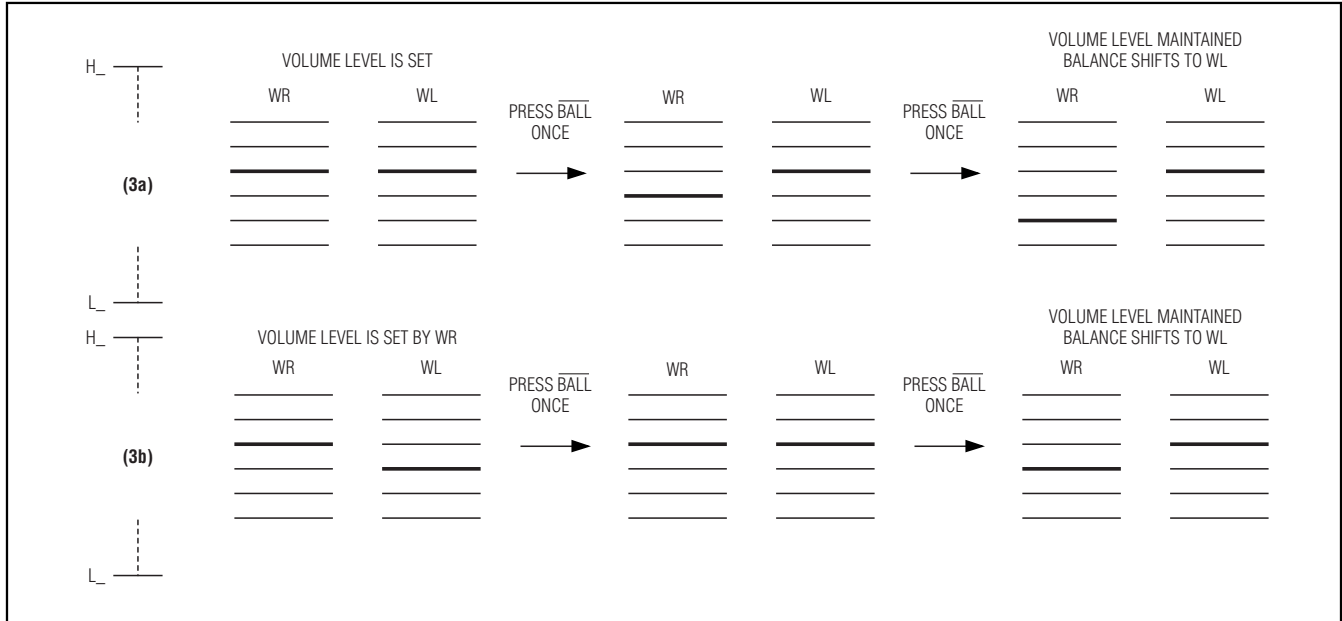 VOLUME LEVEL MAINTAINED
H_ VOLUME LEVEL IS SET BALANCE SHIFTS TO WL
WR WL WR WL WR WL
PRESS BALL PRESS BALL
ONCE ONCE
(3a)
L_
H_ VOLUME LEVEL IS SET BY WR VOLUME LEVEL MAINTAINED
BALANCE SHIFTS TO WL
WR WL WR WL WR WL
PRESS BALL PRESS BALL
ONCE ONCE
(3b)
L_